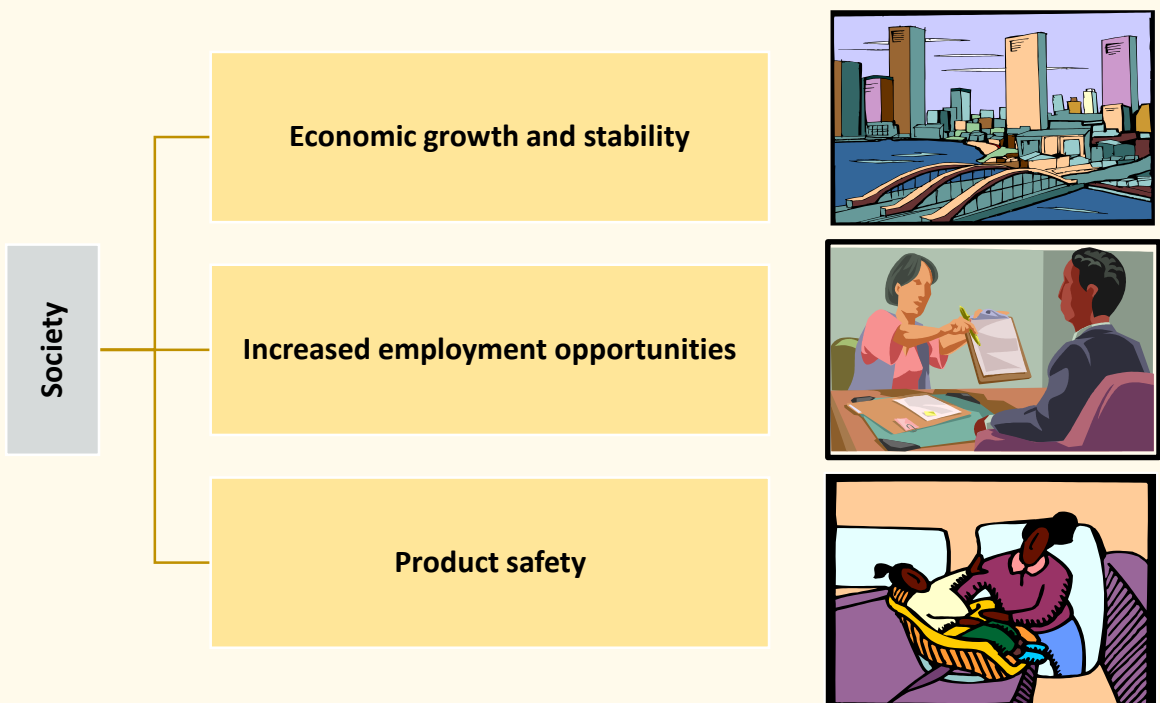 Society
Economic growth and stability
Increased employment opportunities
Product safety